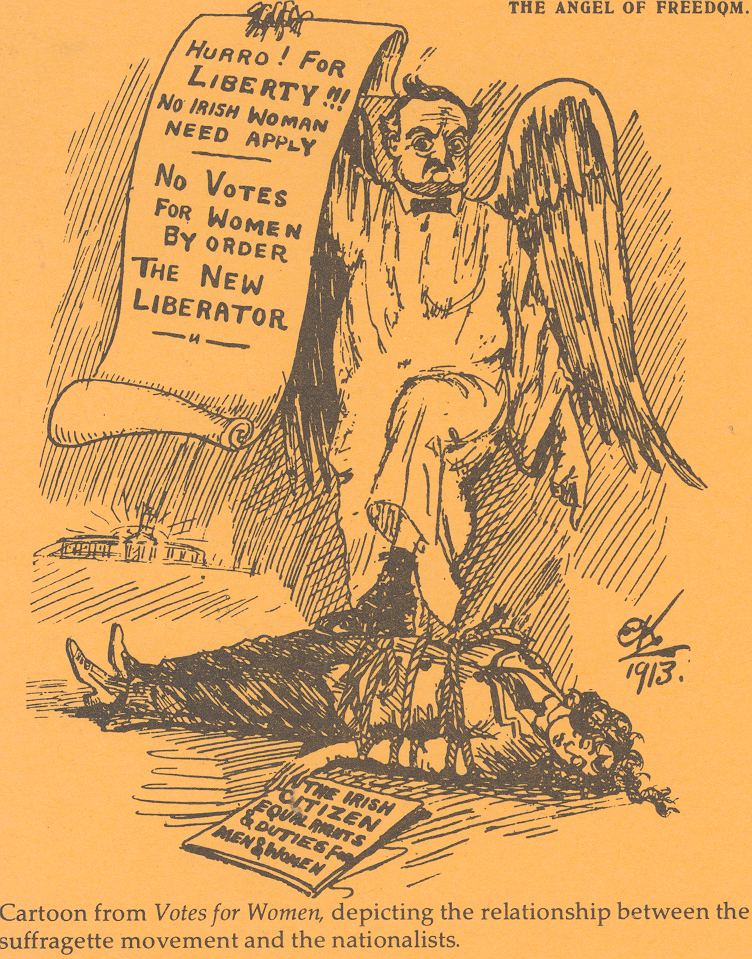 THE ANGEL OF FREEDOM.
HURRO! FOR
LIBERTY!!!
NO IRISH WOMAN
NEED APPLY
NO VOTES
FOR WOMEN
BY ORDER
THE NEW
LIBERATOR
EK
1913.
THE IRISH
CITIZEN
EQUAL RIGHTS
& DUTIES FOR
MEN & WOMEN
Cartoon from Votes for Women, depicting the relationship between the
suffragette movement and the nationalists.